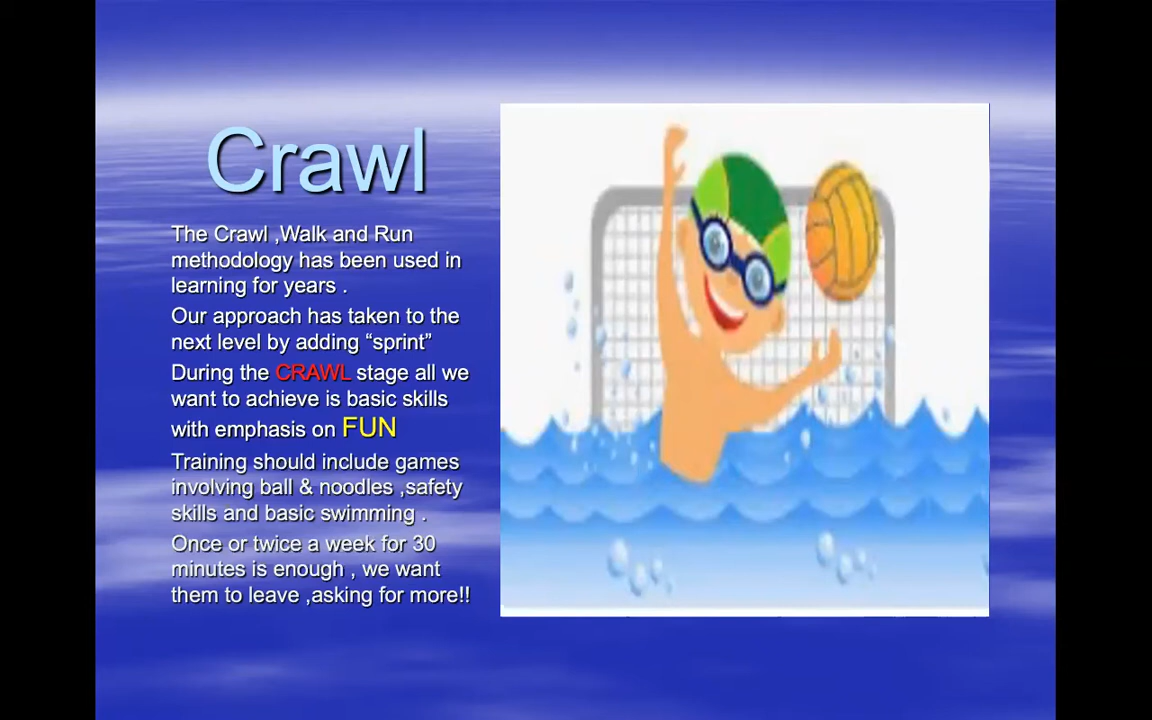 Crawl
The Crawl ,Walk and Run
methodology has been used in
learning for years .
Our approach has taken to the
next level by adding “sprint”
During the CRAWL stage all we
want to achieve is basic skills
with emphasis on FUN
Training should include games
involving ball & noodles ,safety
skills and basic swimming .
Once or twice a week for 30
minutes is enough , we want
them to leave ,asking for more!!